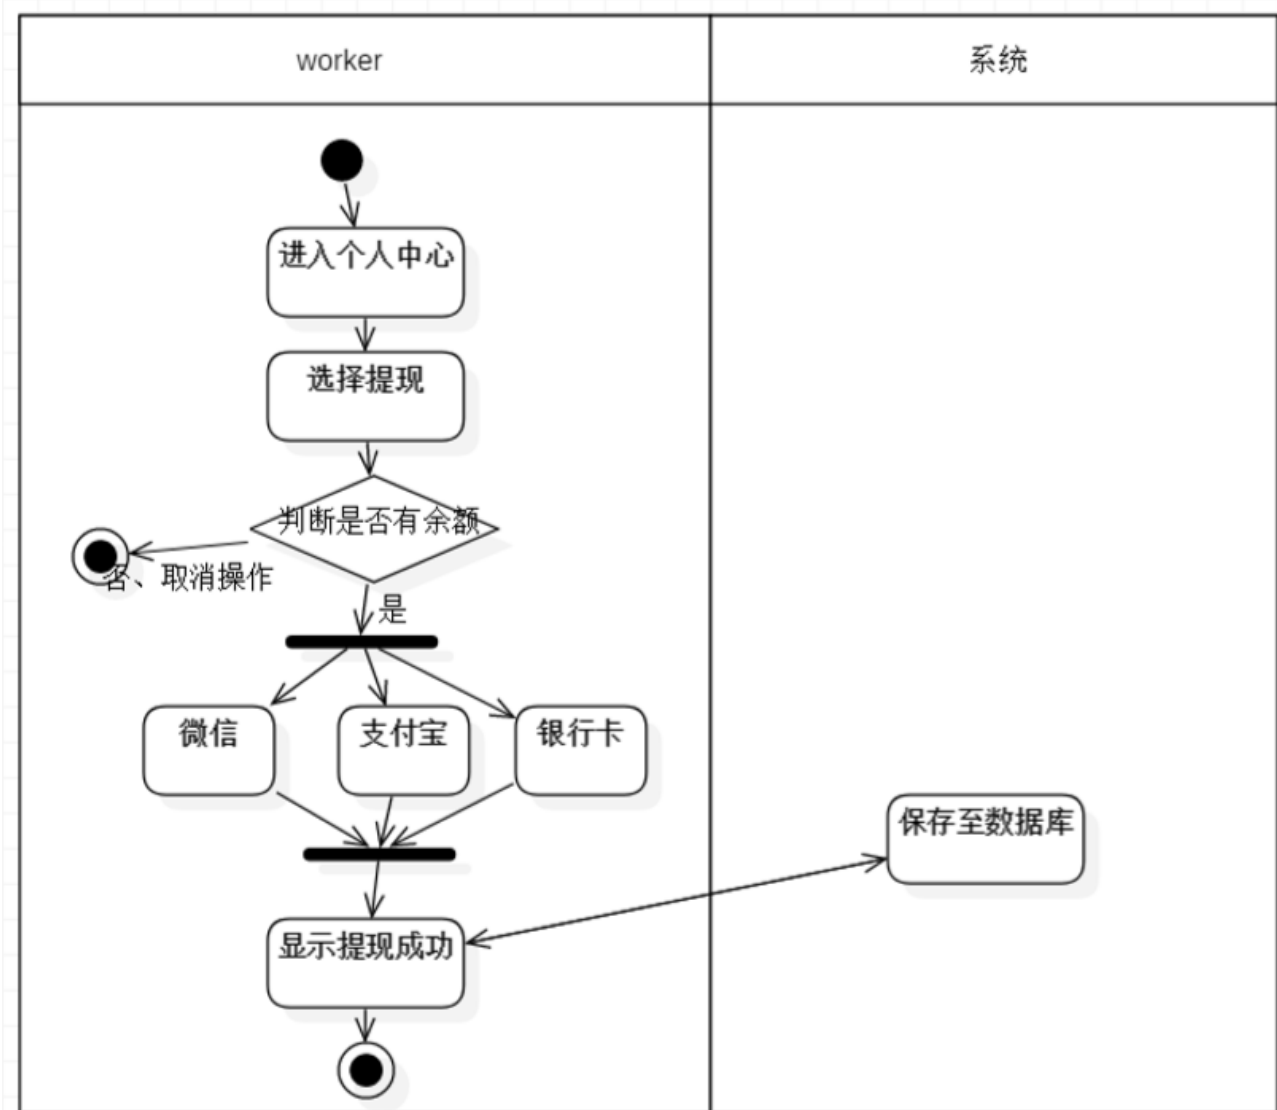 worker
系统
进入个人中心
选择提现
判断是否有余额
否、取消操作
是
微信
支付宝
银行卡
保存至数据库
显示提现成功